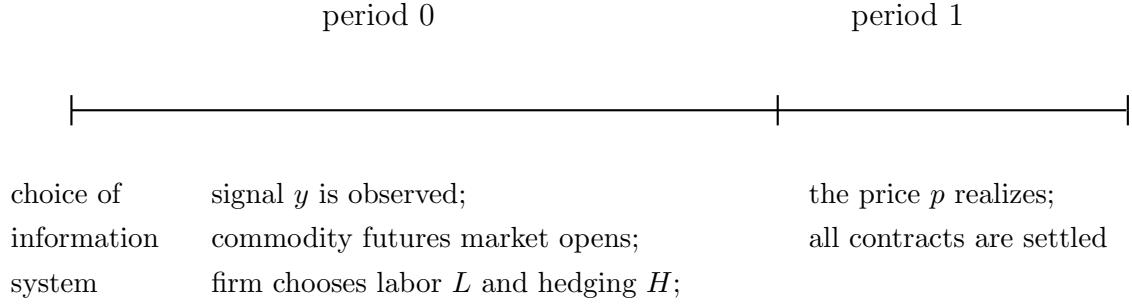 period 0 period 1
choice of signal y is observed; the price p realizes;
information commodity futures market opens; all contracts are settled
system firm chooses labor L and hedging H;